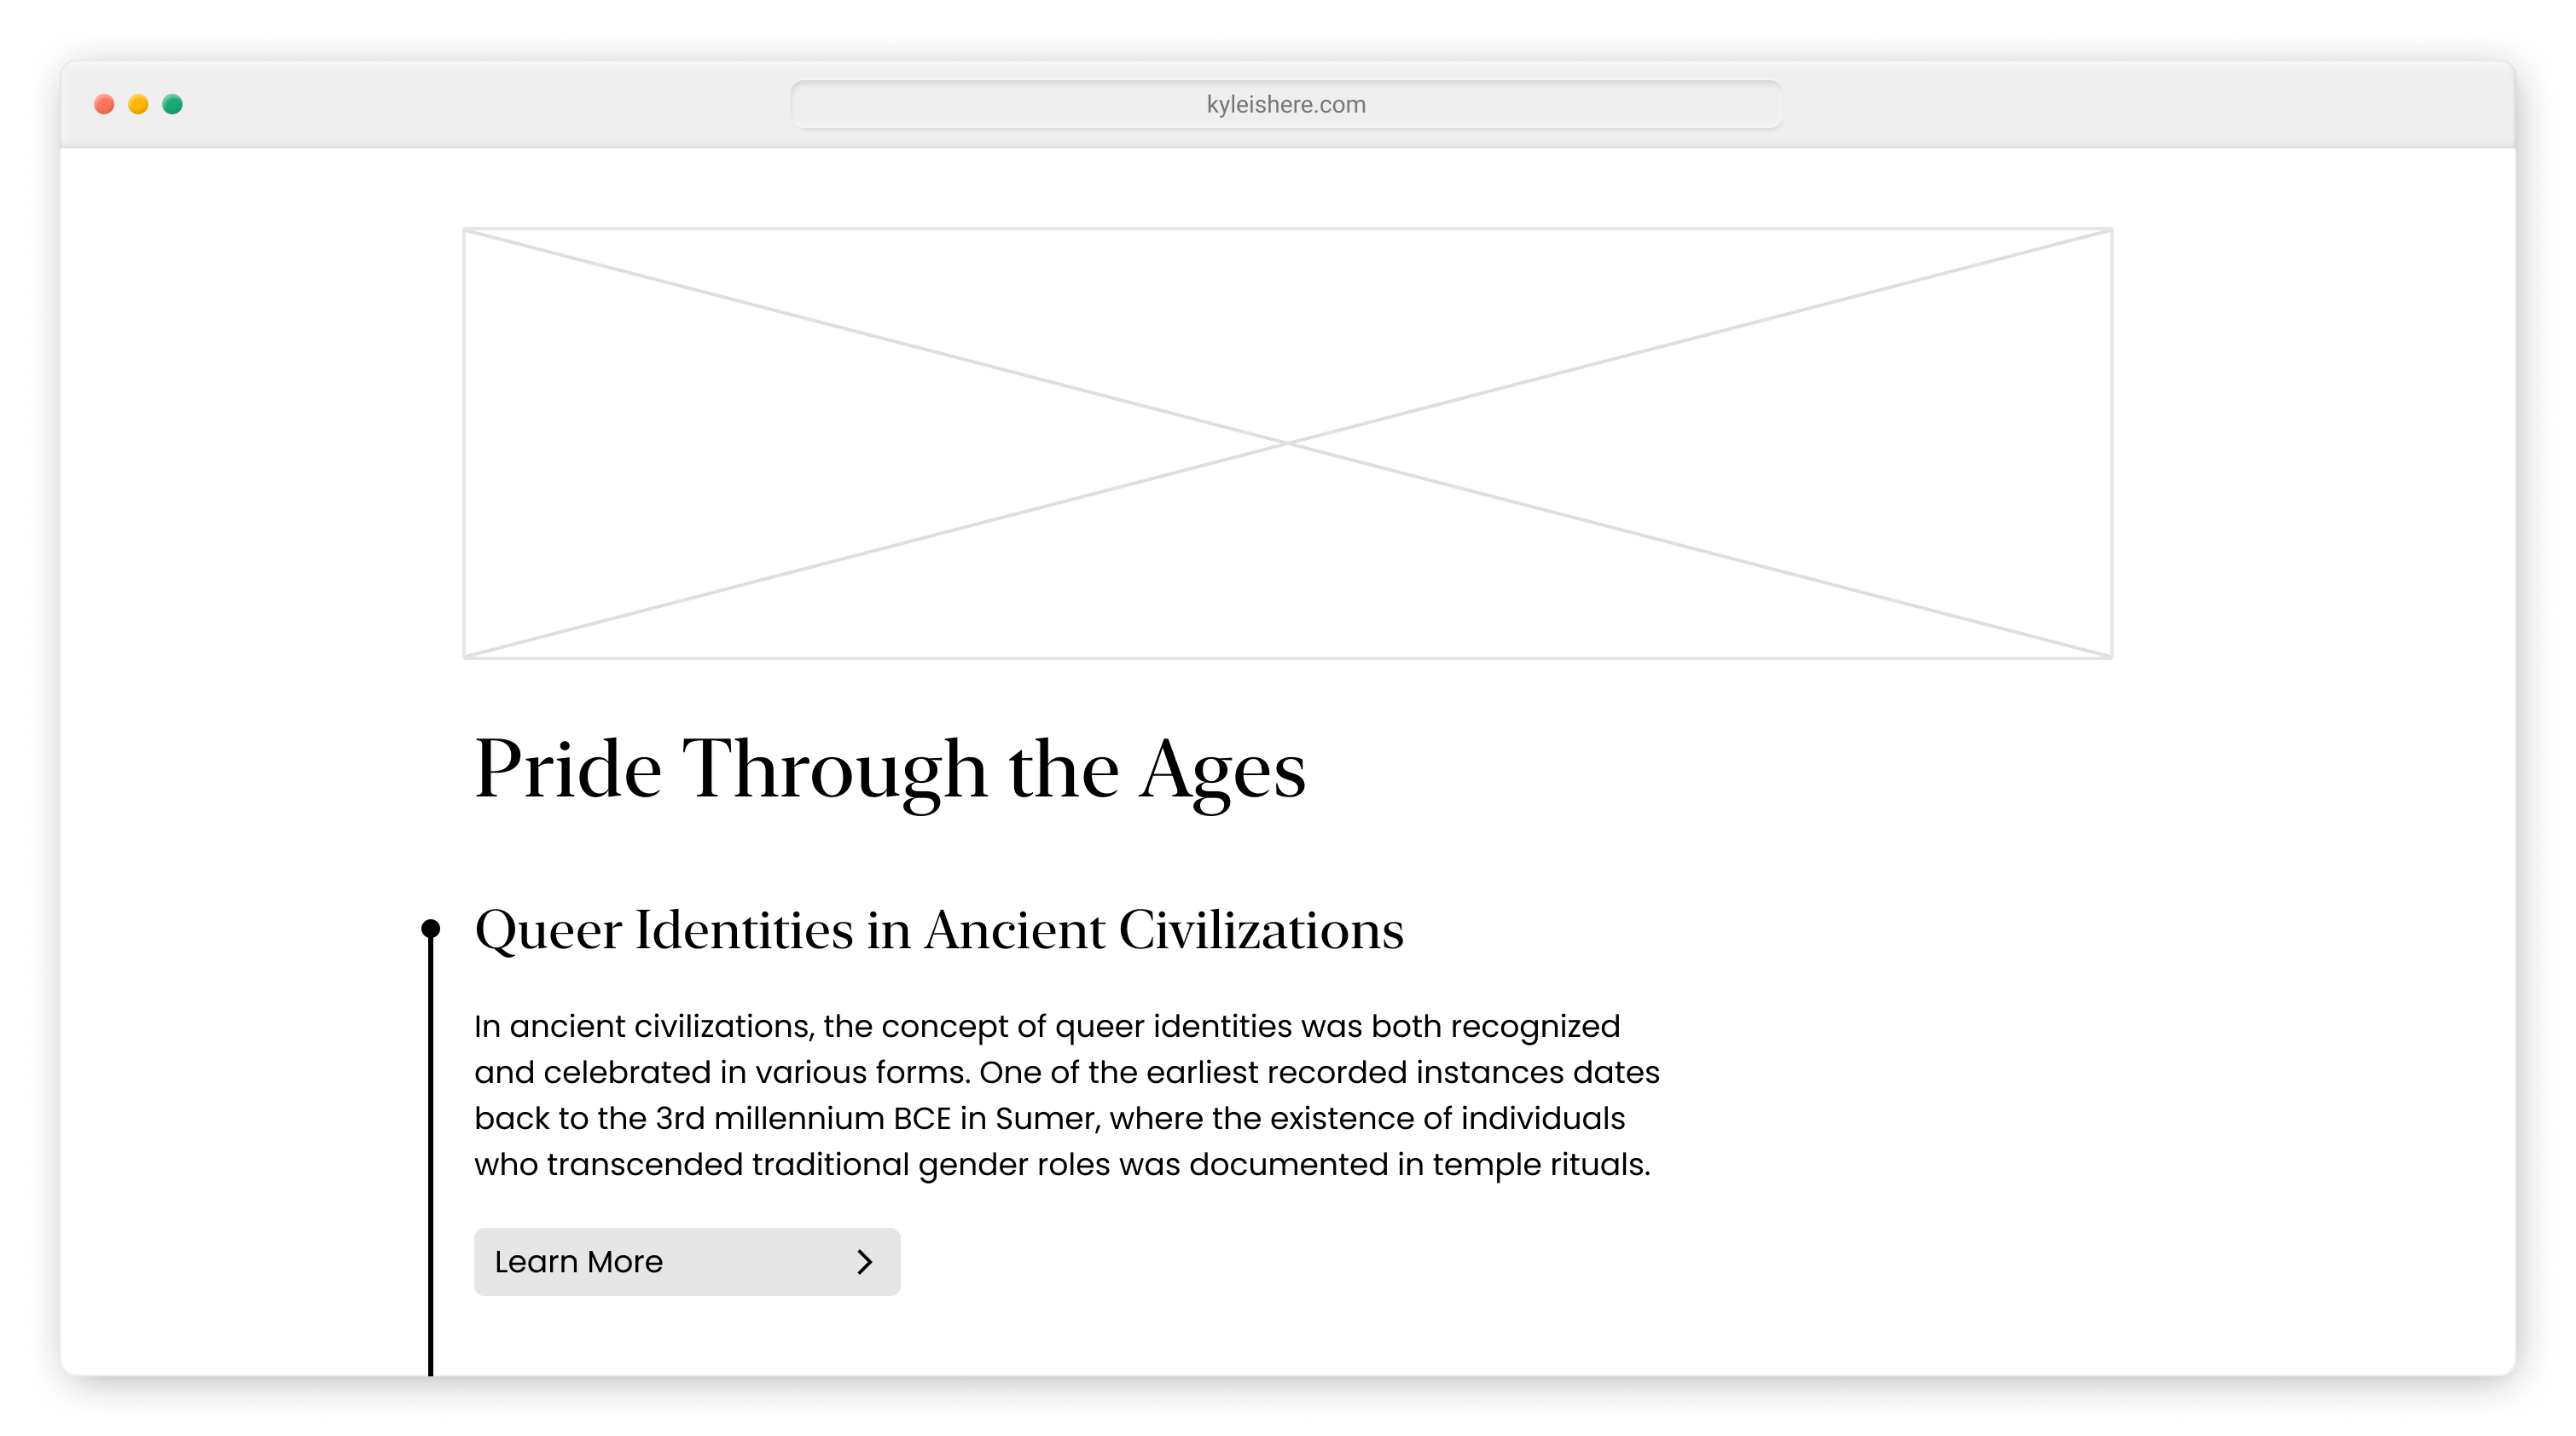 kyleishere.com
Pride Through the Ages
Queer Identities in Ancient Civilizations
In ancient civilizations, the concept of queer identities was both recognized
and celebrated in various forms. One of the earliest recorded instances dates
back to the 3rd millennium BCE in Sumer, where the existence of individuals
who transcended traditional gender roles was documented in temple rituals.
Learn More